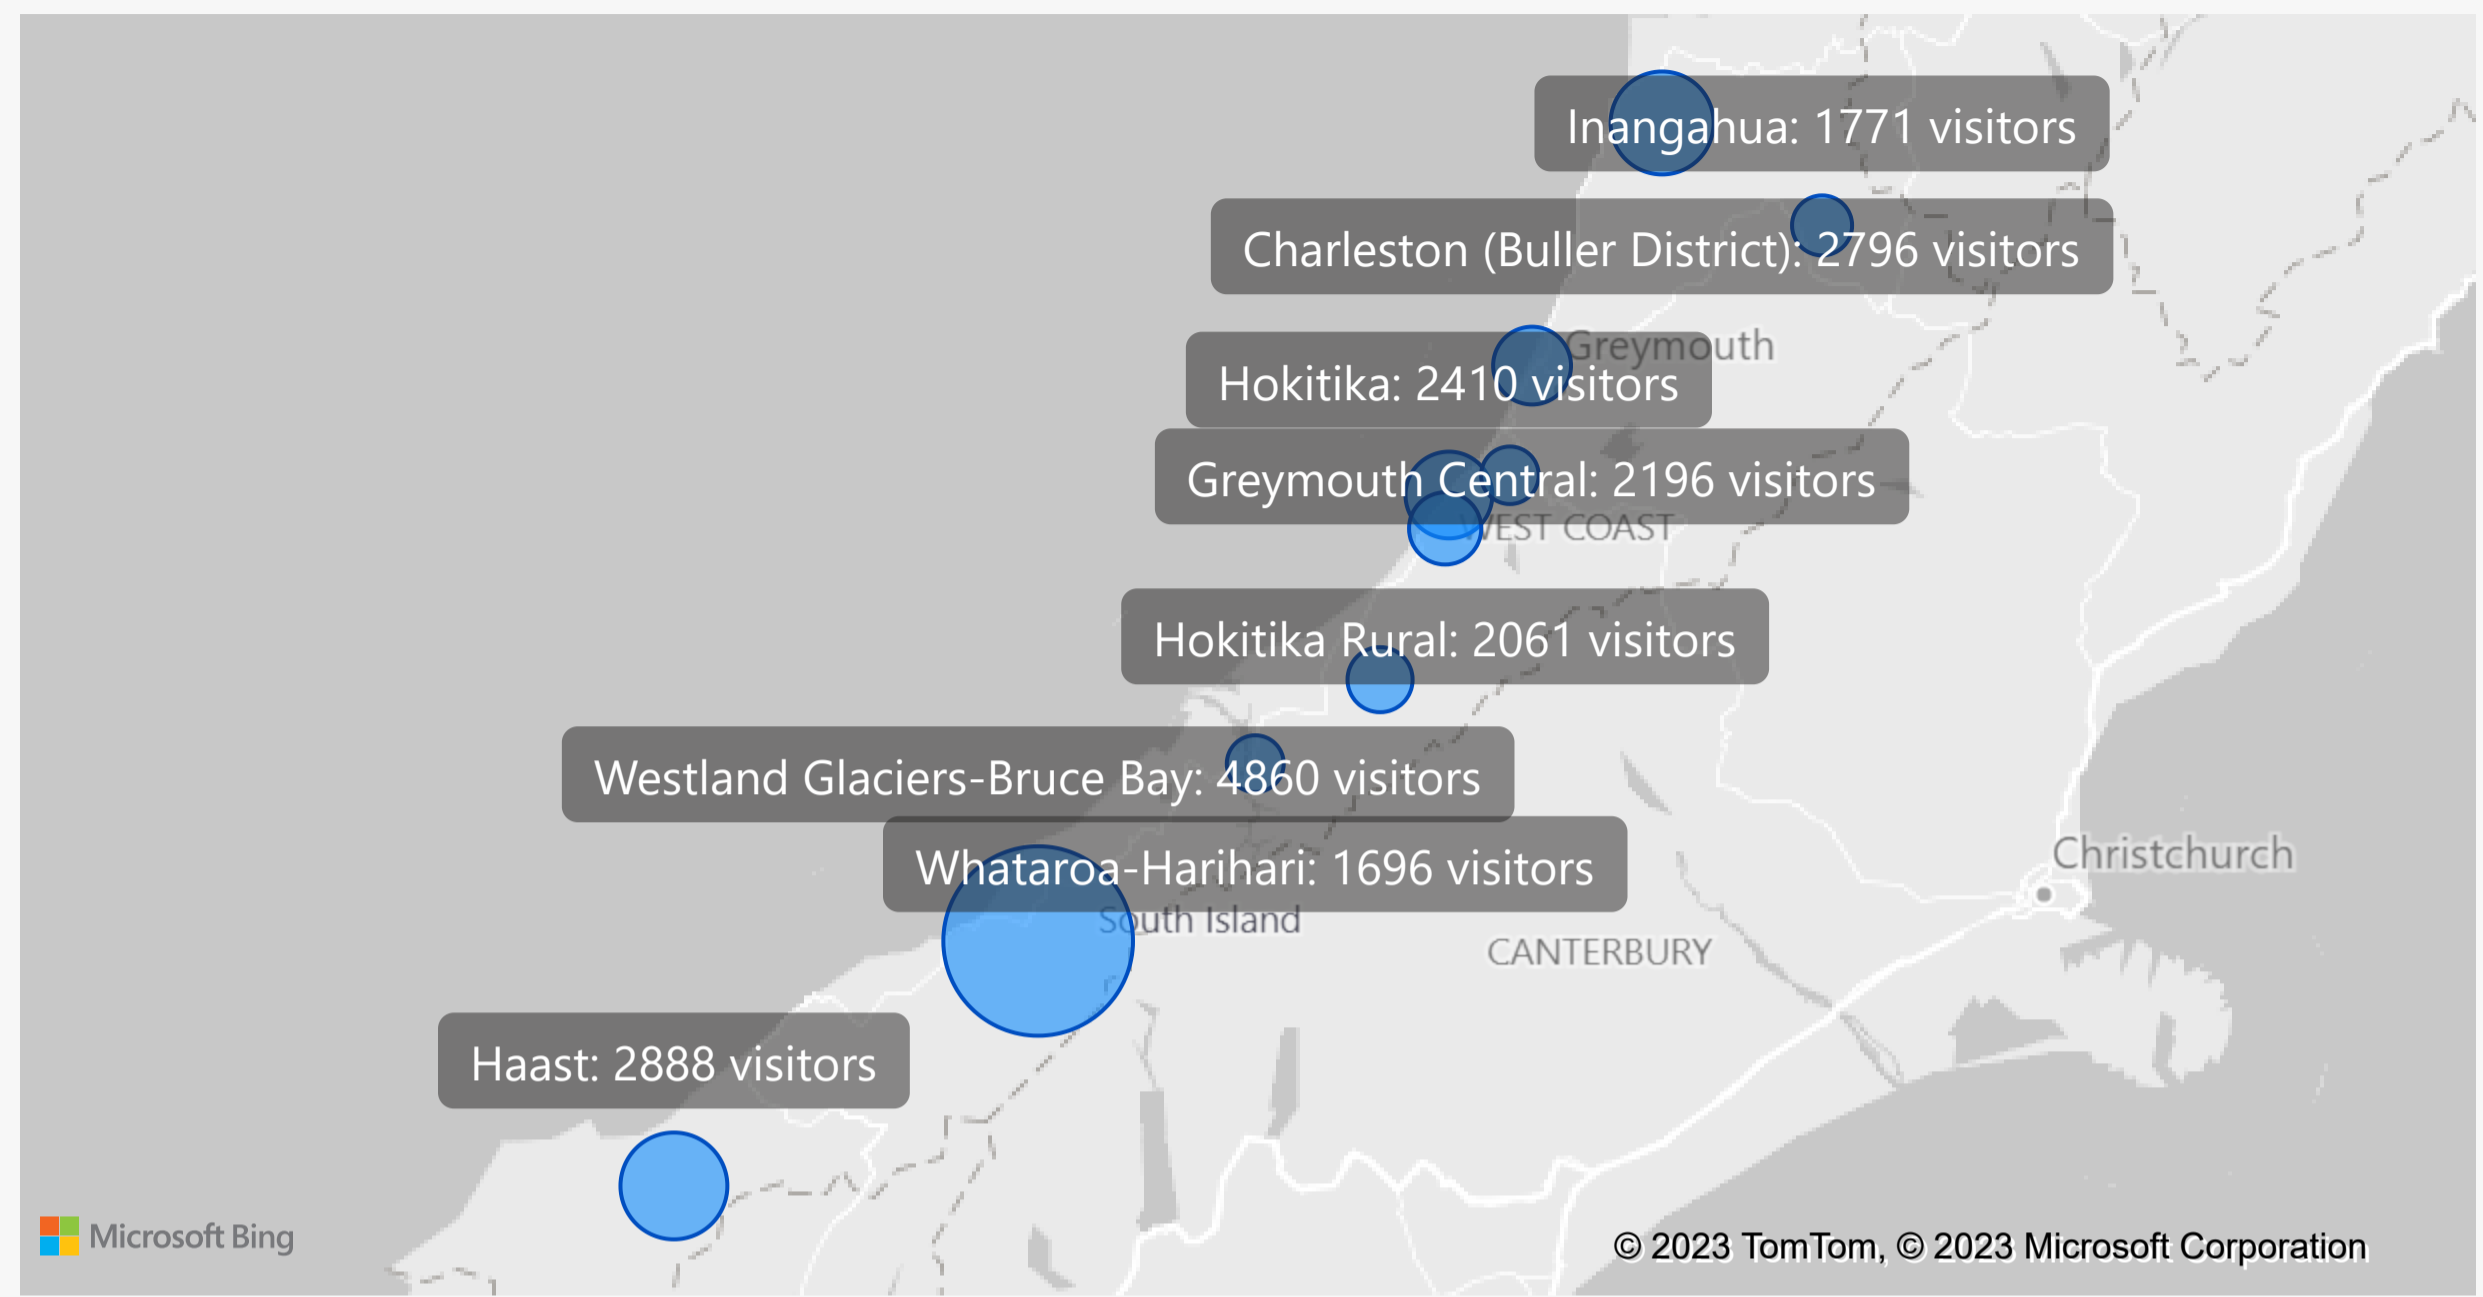 Inangahua: 1771 visitors
Charleston (Buller District): 2796 visitors
Greymouth
Hokitika: 2410 visitors
Greymouth Central: 2196 visitors
WEST COAST
Hokitika Rural: 2061 visitors
Westland Glaciers-Bruce Bay: 4860 visitors
Christchurch
Whataroa-Harihari: 1696 visitors
South Island
CANTERBURY
Haast: 2888 visitors
Microsoft Bing
© 2023 TomTom, © 2023 Microsoft Corporation